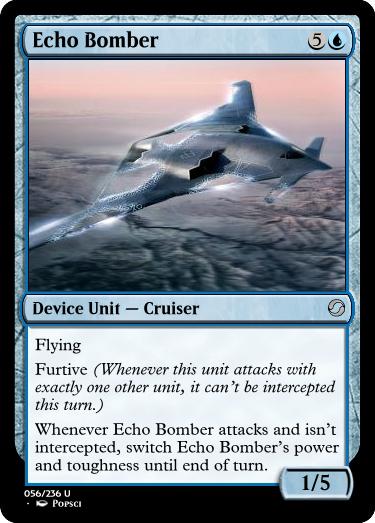 Echo Bomber 5
Device Unit — Cruiser
Flying
Furtive (Whenever this unit attacks with
exactly one other unit, it can't be intercepted
this turn.)
Whenever Echo Bomber attacks and isn't
intercepted, switch Echo Bomber's power
and toughness until end of turn.
1/5
056/236 U
· Popsci